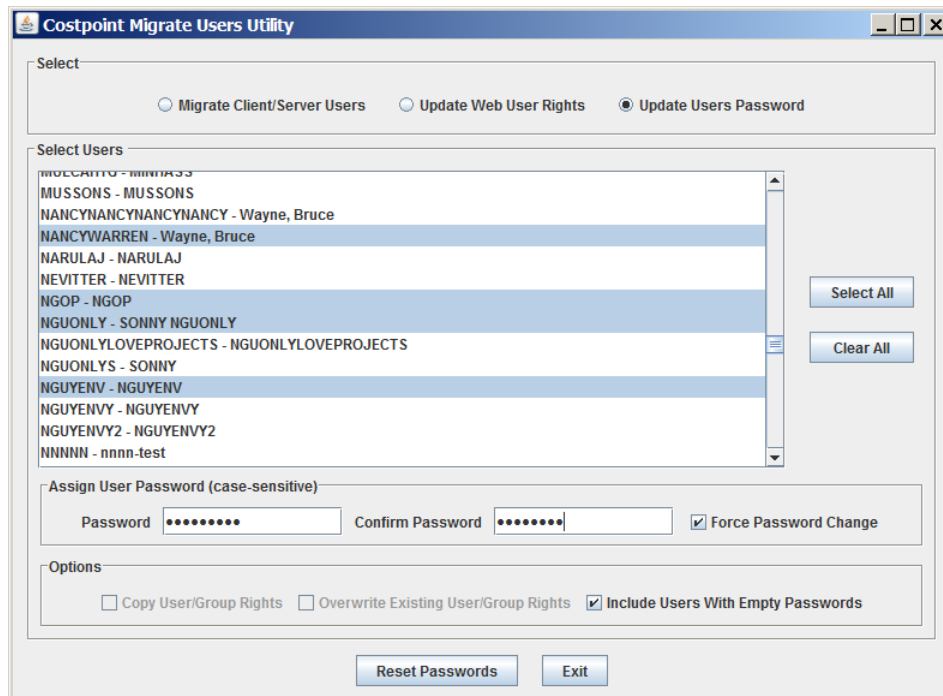 Costpoint Migrate Users Utility
Select
Migrate Client/Server Users Update Web User Rights Update Users Password
Select Users
MUSSONS - MUSSONS
NANCYNANCYNANCYNANCY - Wayne, Bruce
NANCYWARREN - Wayne, Bruce
NARULAJ - NARULAJ
NEVITTER - NEVITTER
NGOP - NGOP
NGUONLY - SONNY NGUONLY
NGUONLYLOVEPROJECTS - NGUONLYLOVEPROJECTS
NGUONLYS - SONNY
NGUYENV - NGUYENV
NGUYENVY - NGUYENVY
NGUYENVY2 - NGUYENVY2
NNNNN - nnnn-test
Select All
Clear All
Assign User Password (case-sensitive)
Password ••••••••• Confirm Password •••••••• Force Password Change
Options
Copy User/Group Rights Overwrite Existing User/Group Rights Include Users With Empty Passwords
Reset Passwords Exit